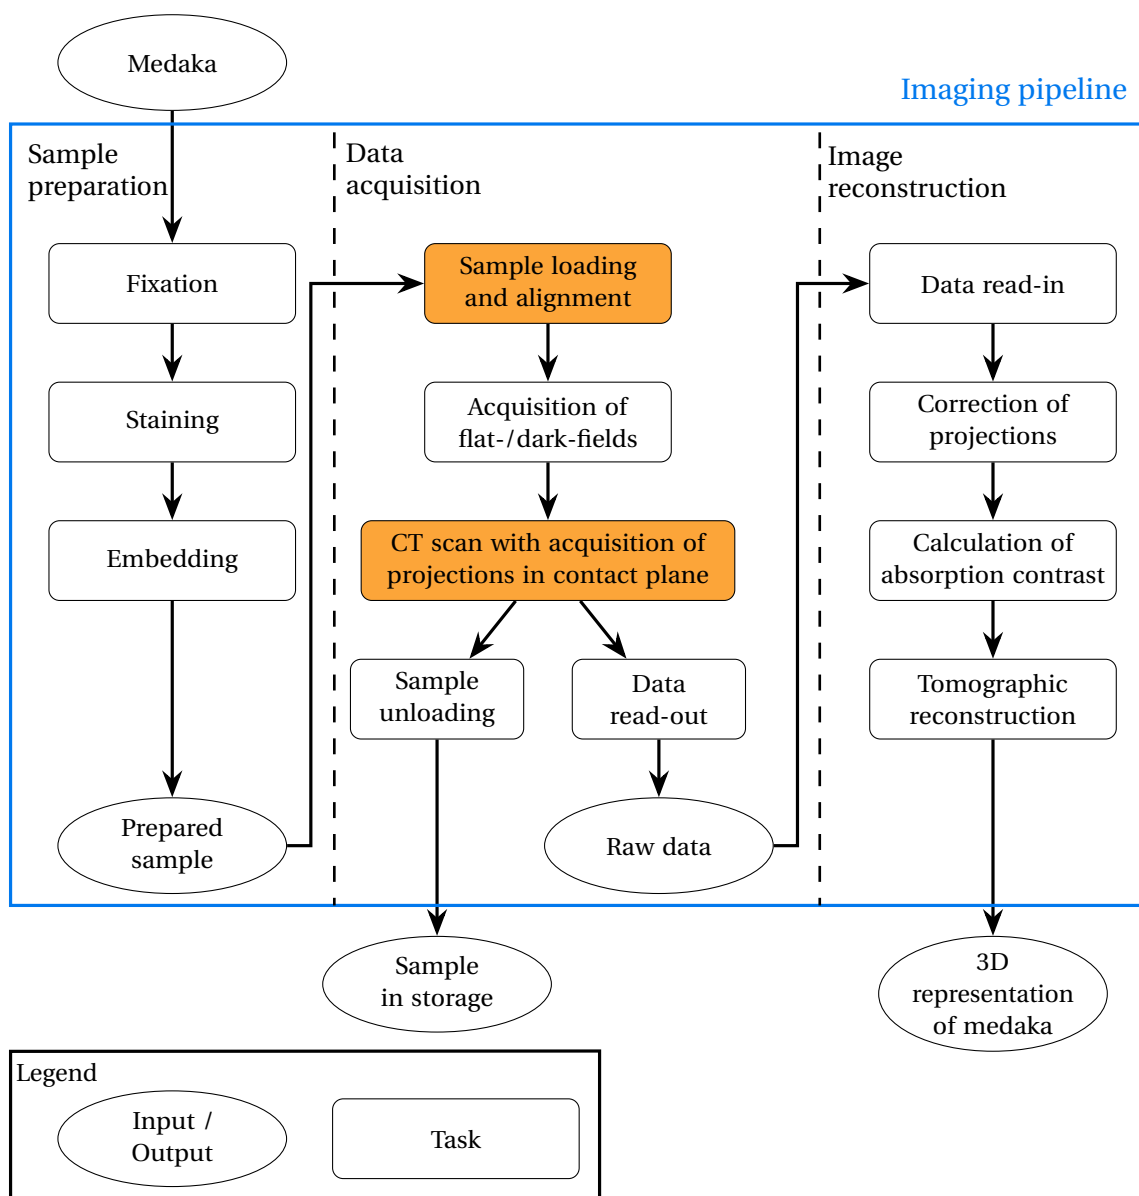 Medaka
Imaging pipeline
Sample
preparation
Data
acquisition
Image
reconstruction
Fixation
Staining
Embedding
Prepared
sample
Sample loading
and alignment
Acquisition of
flat-/dark-fields
CT scan with acquisition of
projections in contact plane
Sample
unloading
Data
read-out
Raw data
Sample
in storage
Data read-in
Correction of
projections
Calculation of
absorption contrast
Tomographic
reconstruction
3D
representation
of medaka
Legend
Input /
Output
Task